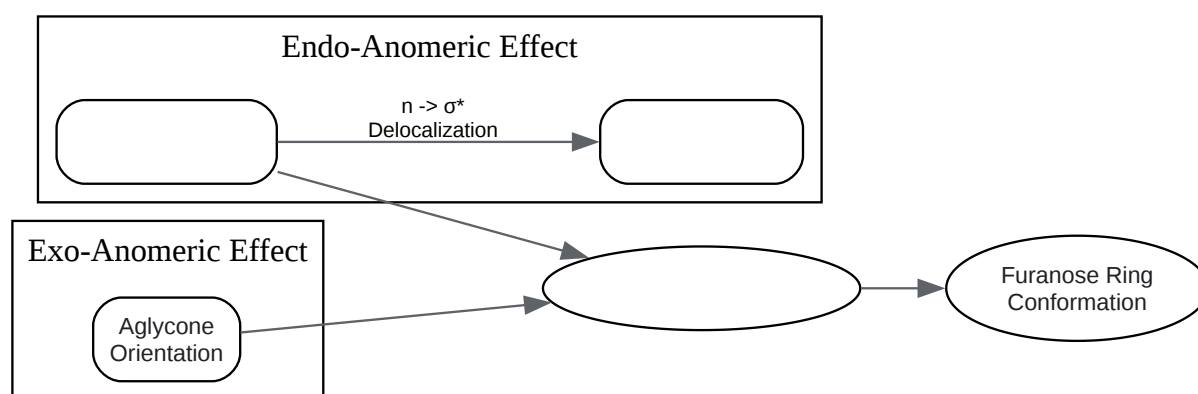 Endo-Anomeric Effect
n -> σ*
Delocalization
Exo-Anomeric Effect
Aglycone
Orientation
Furanose Ring
Conformation